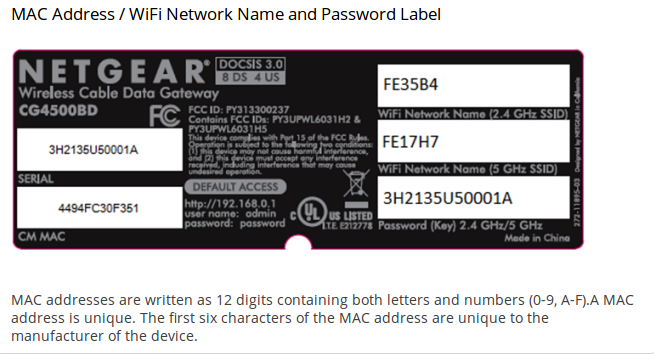 MAC Address / WiFi Network Name and Password Label
NETGEAR®
DOCSIS 3.0
8 DS 4 US
Wireless Cable Data Gateway
CG4500BD
FC
FCC ID: PY313300237
Contains FCC IDs: PY3UPWL6031H2 &
PY3UPWL6031H5
This device complies with Part 15 of the FCC Rules.
Operation is subject to the following two conditions:
(1) this device may not cause harmful interference,
and (2) this device must accept any interference
received, including interference that may cause
undesired operation.
3H2135U50001A
SERIAL
4494FC30F351
CM MAC
DEFAULT ACCESS
http://192.168.0.1
user name: admin
password: password
C UL US LISTED
I.T.E. E212778
FE35B4
WiFi Network Name (2.4 GHz SSID)
FE17H7
WiFi Network Name (5 GHz SSID)
3H2135U50001A
Password (Key) 2.4 GHz/5 GHz
Made in China
272-11895-03 Designed by NETGEAR in California
MAC addresses are written as 12 digits containing both letters and numbers (0-9, A-F).A MAC
address is unique. The first six characters of the MAC address are unique to the
manufacturer of the device.